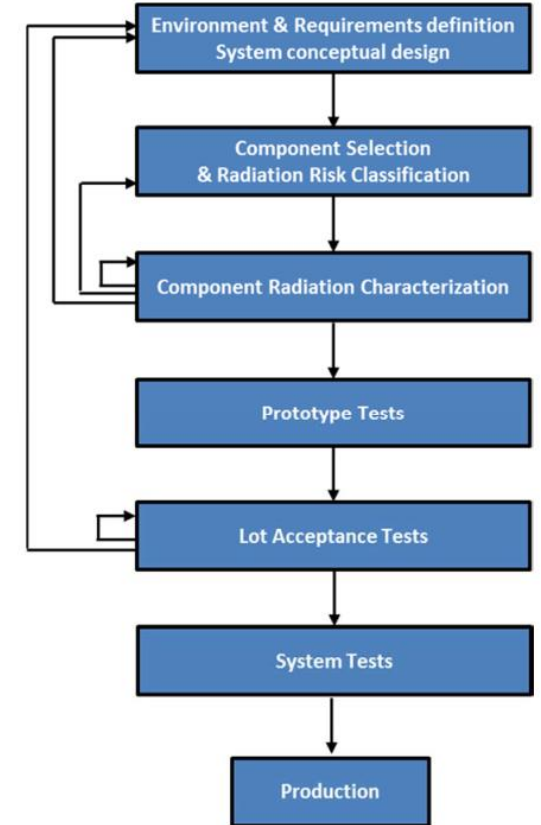 Environment & Requirements definition
System conceptual design
Component Selection
& Radiation Risk Classification
Component Radiation Characterization
Prototype Tests
Lot Acceptance Tests
System Tests
Production